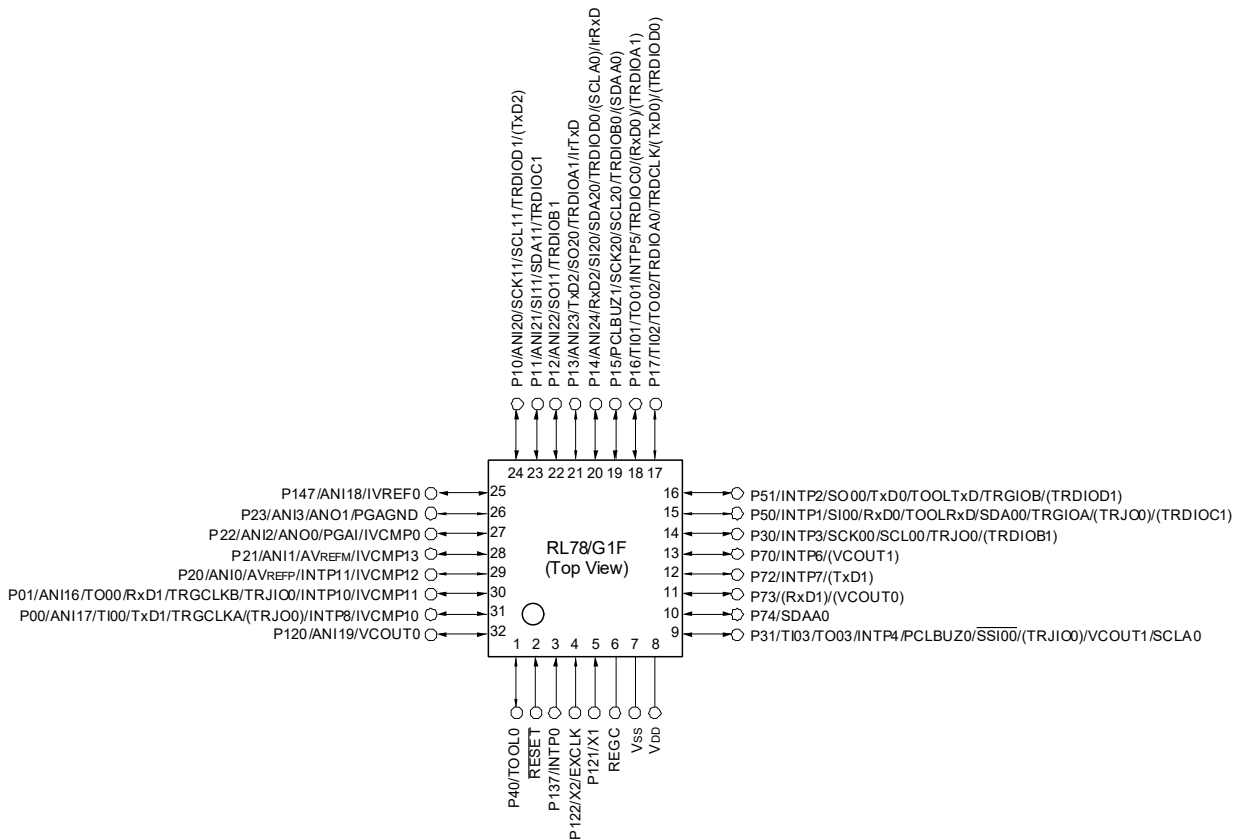 P10/ANI20/SCK11/SCL11/TRDIOD1/(TxD2)
P11/ANI21/SI11/SDA11/TRDIOC1
P12/ANI22/SO11/TRDIOB1
P13/ANI23/TxD2/SO20/TRDIOA1/IrTxD
P14/ANI24/RxD2/SI20/SDA20/TRDIOD0/(SCLA0)/IrRxD
P15/PCLBUZ1/SCK20/SCL20/TRDIOB0/(SDAA0)
P16/TI01/TO01/INTP5/TRDIOC0/(RxD0)/(TRDIOA1)
P17/TI02/TO02/TRDIOA0/TRDCLK/(TxD0)/(TRDIOD0)
24 23 22 21 20 19 18 17
P147/ANI18/IVREF0 25
P23/ANI3/ANO1/PGAGND 26
P22/ANI2/ANO0/PGAI/IVCMP0 27
P21/ANI1/AVREFM/IVCMP13 28
P20/ANI0/AVREFP/INTP11/IVCMP12 29
P01/ANI16/TO00/RxD1/TRGCLKB/TRJIO0/INTP10/IVCMP11 30
P00/ANI17/TI00/TxD1/TRGCLKA/(TRJO0)/INTP8/IVCMP10 31
P120/ANI19/VCOUT0 32
RL78/G1F
(Top View)
16 P51/INTP2/SO00/TxD0/TOOLTxD/TRGIOB/(TRDIOD1)
15 P50/INTP1/SI00/RxD0/TOOLRxD/SDA00/TRGIOA/(TRJO0)/(TRDIOC1)
14 P30/INTP3/SCK00/SCL00/TRJO0/(TRDIOB1)
13 P70/INTP6/(VCOUT1)
12 P72/INTP7/(TxD1)
11 P73/(RxD1)/(VCOUT0)
10 P74/SDAA0
9 P31/TI03/TO03/INTP4/PCLBUZ0/SSI00/(TRJIO0)/VCOUT1/SCLA0
1 2 3 4 5 6 7 8
P40/TOOL0
RESET
P137/INTP0
P122/X2/EXCLK
P121/X1
REGC
VSS
VDD